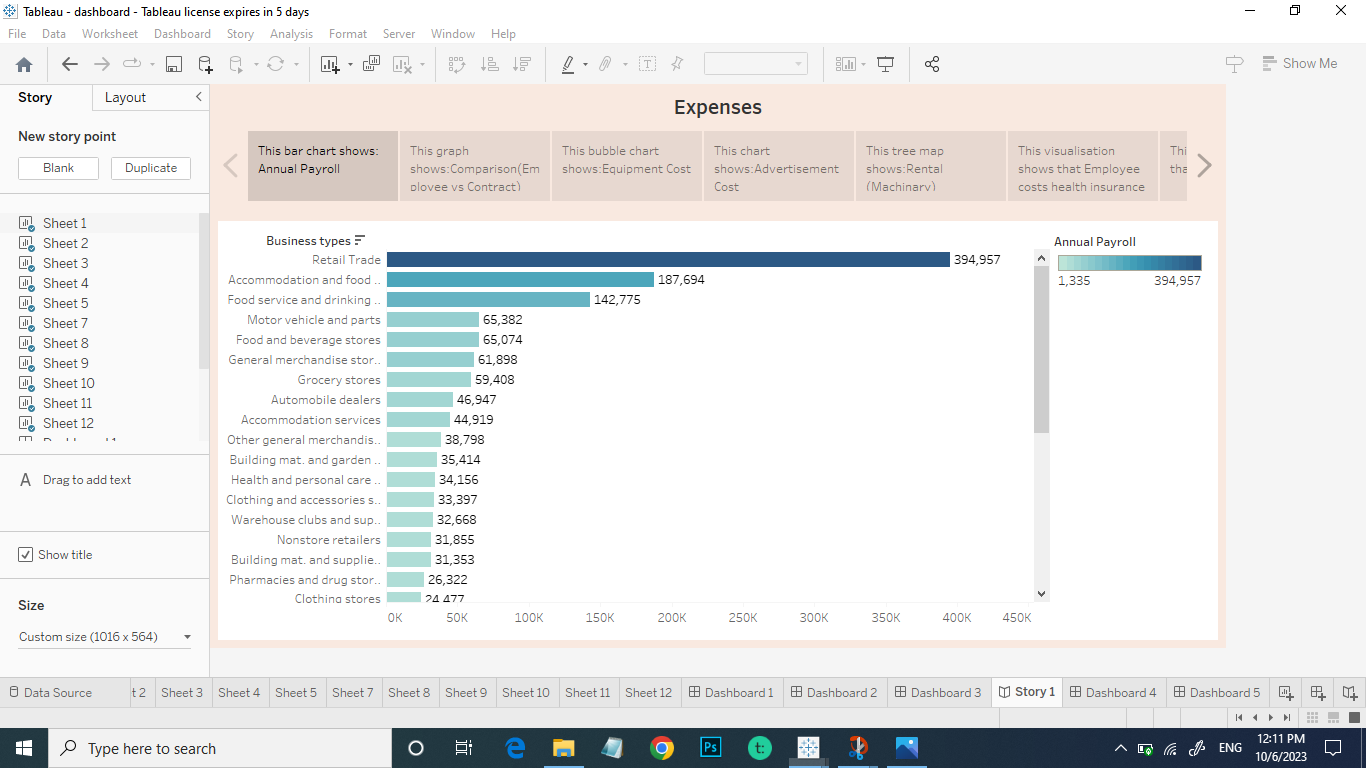 Tableau - dashboard - Tableau license expires in 5 days
File Data Worksheet Dashboard Story Analysis Format Server Window Help
Show Me
Story Layout
New story point
Blank Duplicate
Sheet 1
Sheet 2
Sheet 3
Sheet 4
Sheet 5
Sheet 7
Sheet 8
Sheet 9
Sheet 10
Sheet 11
Sheet 12
A Drag to add text
Show title
Size
Custom size (1016 x 564)
Expenses
This bar chart shows:
Annual Payroll
This graph
shows:Comparison(Em
ployee vs Contract)
This bubble chart
shows:Equipment Cost
This chart
shows:Advertisement
Cost
This tree map
shows:Rental
(Machinary)
This visualisation
shows that Employee
costs health insurance
Thi
tha
Business types
Retail Trade 394,957
Accommodation and food .. 187,694
Food service and drinking .. 142,775
Motor vehicle and parts 65,382
Food and beverage stores 65,074
General merchandise stor.. 61,898
Grocery stores 59,408
Automobile dealers 46,947
Accommodation services 44,919
Other general merchandis.. 38,798
Building mat. and garden .. 35,414
Health and personal care .. 34,156
Clothing and accessories s.. 33,397
Warehouse clubs and sup.. 32,668
Nonstore retailers 31,855
Building mat. and supplie.. 31,353
Pharmacies and drug stor.. 26,322
Clothing stores 24,477
0K 50K 100K 150K 200K 250K 300K 350K 400K 450K
Annual Payroll
1,335 394,957
Data Source t 2 Sheet 3 Sheet 4 Sheet 5 Sheet 7 Sheet 8 Sheet 9 Sheet 10 Sheet 11 Sheet 12 Dashboard 1 Dashboard 2 Dashboard 3 Story 1 Dashboard 4 Dashboard 5
Type here to search
Ps
t:
ENG
12:11 PM
10/6/2023